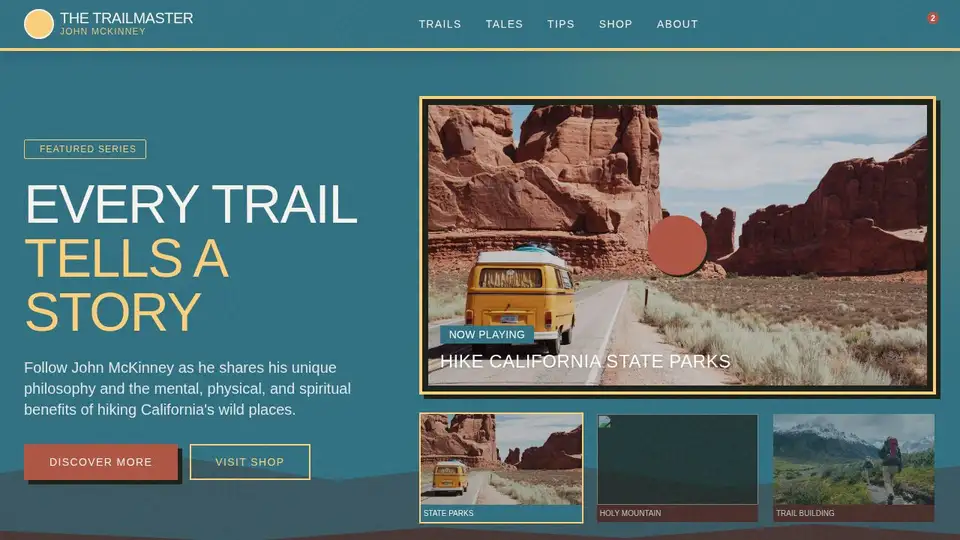 THE TRAILMASTER
JOHN MCKINNEY
TRAILS
TALES
TIPS
SHOP
ABOUT
2
FEATURED SERIES
EVERY TRAIL
TELLS A
STORY
Follow John McKinney as he shares his unique
philosophy and the mental, physical, and spiritual
benefits of hiking California's wild places.
DISCOVER MORE
VISIT SHOP
NOW PLAYING
HIKE CALIFORNIA STATE PARKS
STATE PARKS
HOLY MOUNTAIN
TRAIL BUILDING